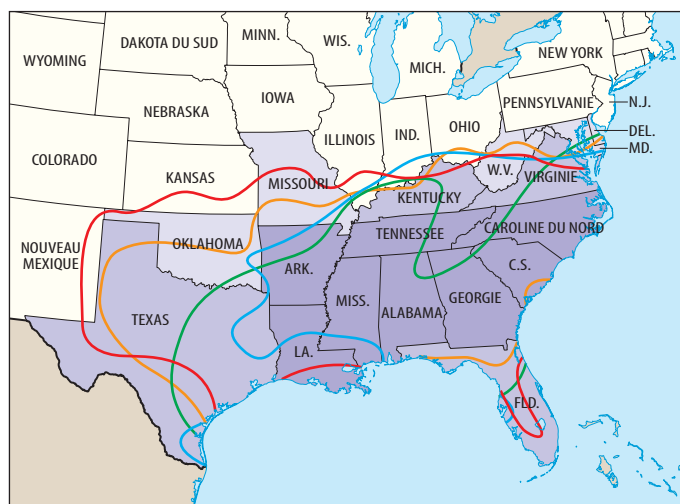 MINN.
WIS.
DAKOTA DU SUD
WYOMING
MICH.
NEW YORK
NEBRASKA
IOWA
PENNSYLVANIE
N.J.
ILLINOIS
IND.
OHIO
DEL.
MD.
COLORADO
KANSAS
MISSOURI
W.V.
VIRGINIE
KENTUCKY
NOUVEAU
MEXIQUE
OKLAHOMA
TENNESSEE
CAROLINE DU NORD
ARK.
C.S.
MISS.
ALABAMA
GEORGIE
TEXAS
LA.
FLD.